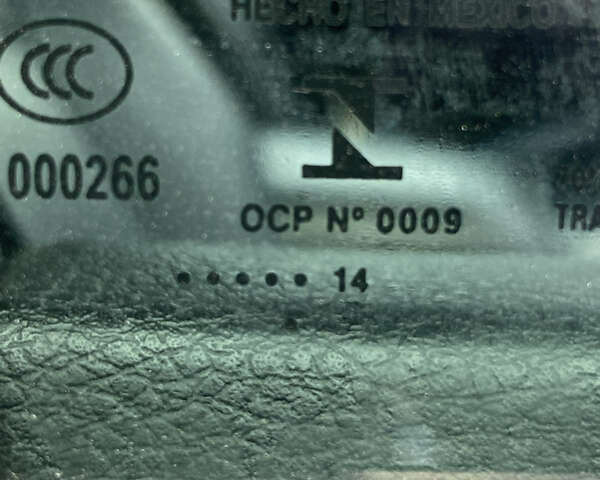 HECHO EN MEXICO
CCC
000266
OCP Nº 0009
TRA
••••• 14